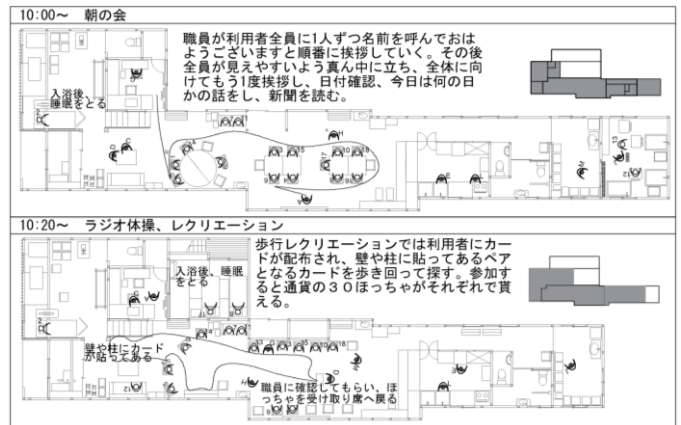 10:00～　朝の会
職員が利用者全員に1人ずつ名前を呼んでおは
ようございますと順番に挨拶していく。その後
全員が見えやすいよう真ん中に立ち、全体に向
けてもう1度挨拶し、日付確認、今日は何の日
かの話をし、新聞を読む。
入浴後、
睡眠をとる
10:20～　ラジオ体操、レクリエーション
歩行レクリエーションでは利用者にカー
ドが配布され、壁や柱に貼ってあるペア
となるカードを歩き回って探す。参加す
ると通貨の３０ほっちゃがそれぞれで貰
える。
入浴後、睡眠
をとる
壁や柱にカード
が貼ってある
職員に確認してもらい、ほ
っちゃを受け取り席へ戻る